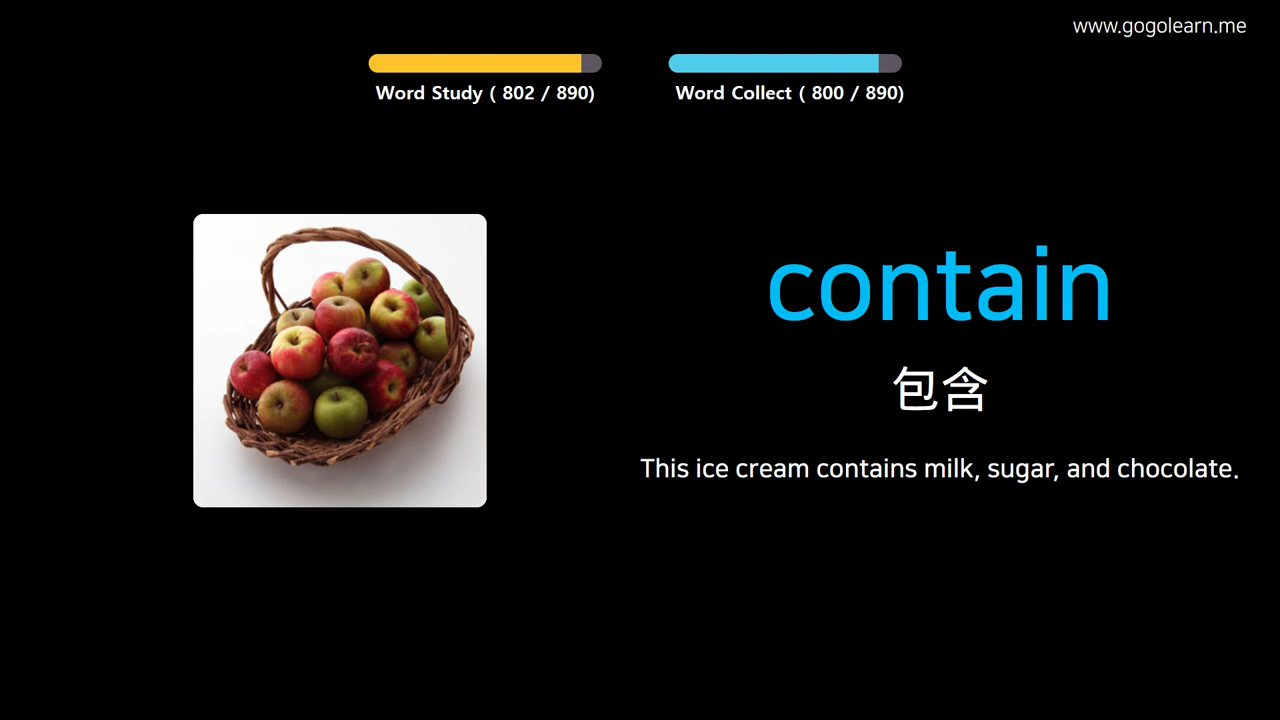 www.gogolearn.me
Word Study ( 802 / 890)
Word Collect ( 800 / 890)
contain
包含
This ice cream contains milk, sugar, and chocolate.